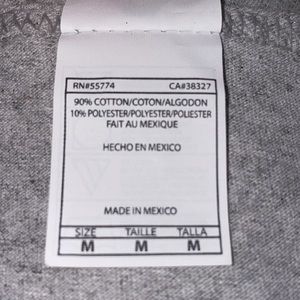 RN#55774 CA#38327
90% COTTON/COTON/ALGODON
10% POLYESTER/POLYESTER/POLIESTER
FAIT AU MEXIQUE
HECHO EN MEXICO
MADE IN MEXICO
SIZE TAILLE TALLA
M M M